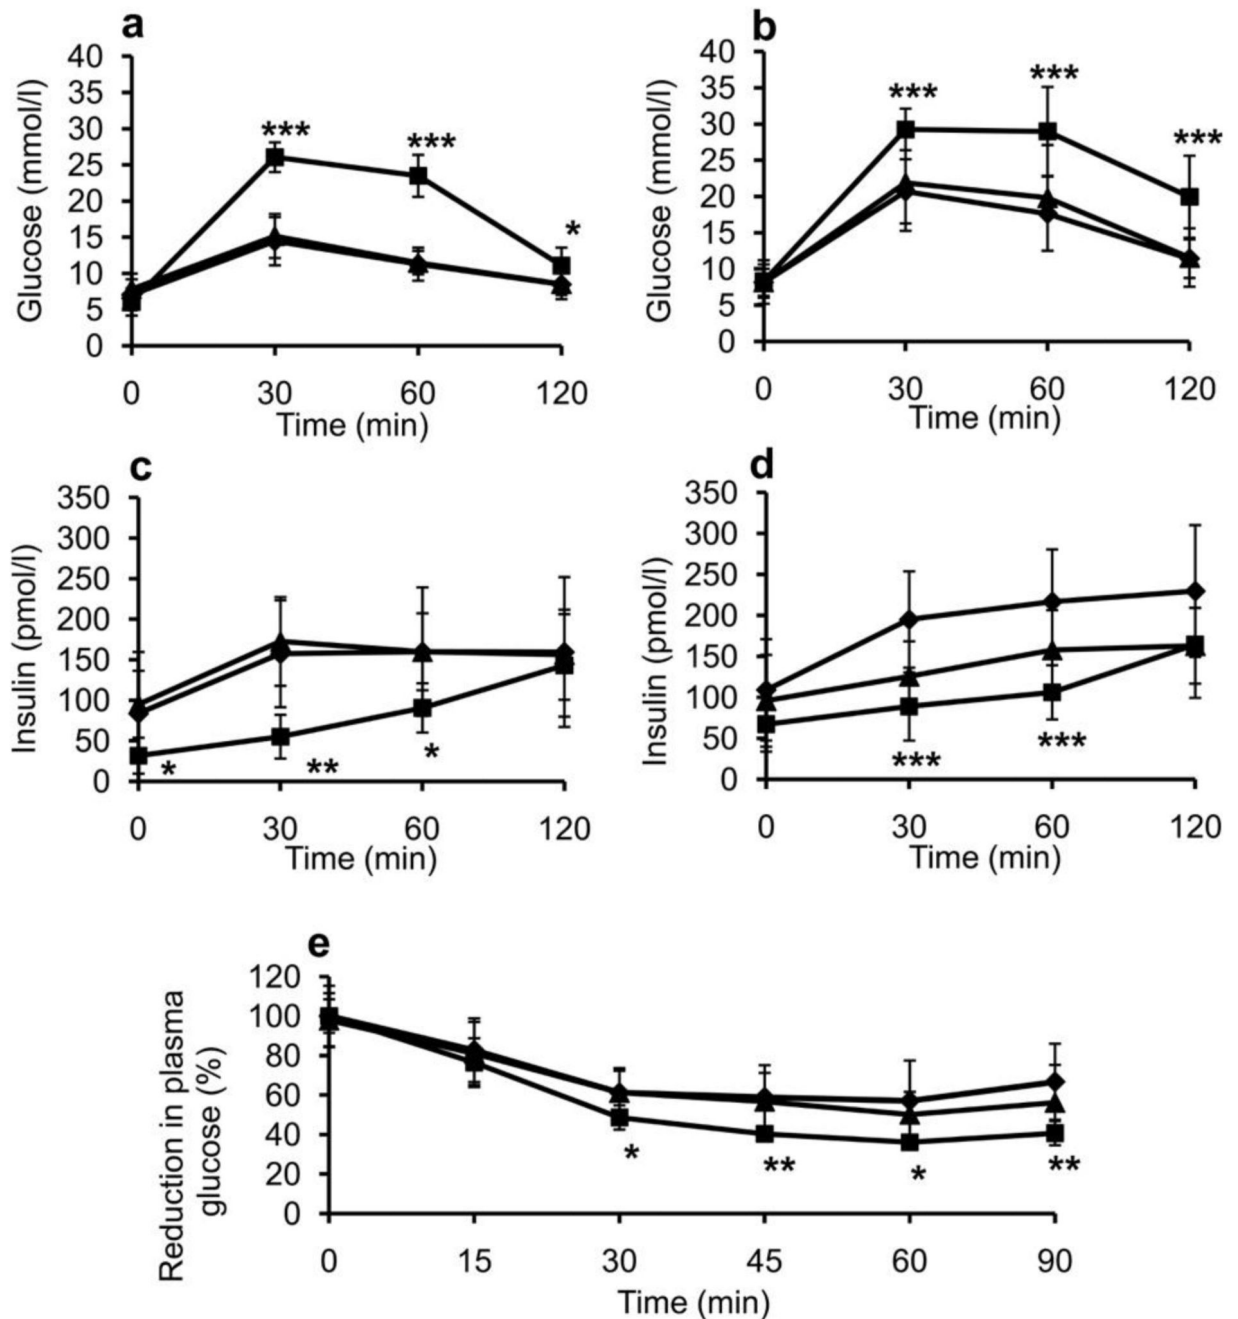 a
40
35
30
25
20
15
10
5
0
Glucose (mmol/l)
***
***
*
0 30 60 120
Time (min)
b
40
35
30
25
20
15
10
5
0
Glucose (mmol/l)
***
***
***
0 30 60 120
Time (min)
c
350
300
250
200
150
100
50
0
Insulin (pmol/l)
*
**
*
0 30 60 120
Time (min)
d
350
300
250
200
150
100
50
0
Insulin (pmol/l)
***
***
0 30 60 120
Time (min)
e
120
100
80
60
40
20
0
Reduction in plasma
glucose (%)
*
**
*
**
0 15 30 45 60 90
Time (min)